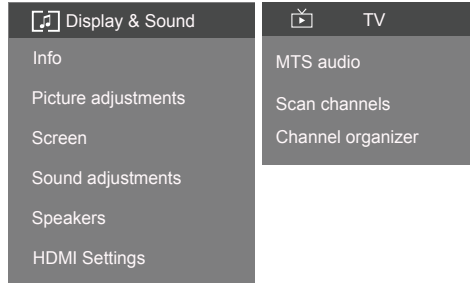 Display & Sound
Info
Picture adjustments
Screen
Sound adjustments
Speakers
HDMI Settings
TV
MTS audio
Scan channels
Channel organizer